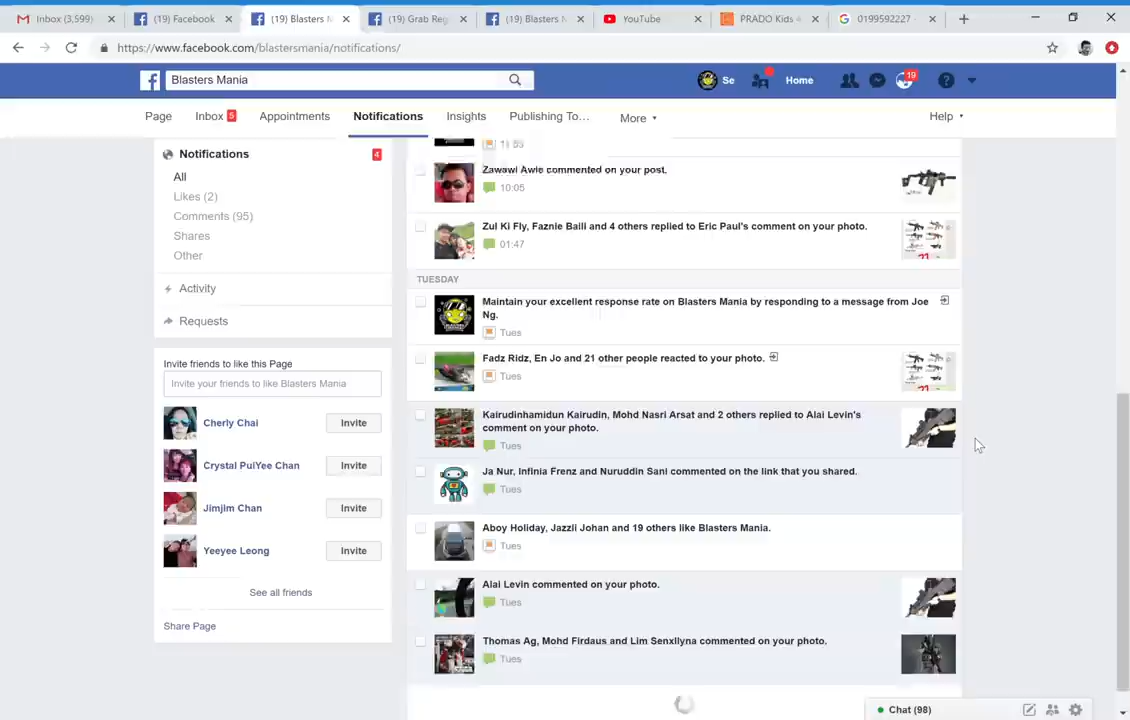 Inbox (3,599)
(19) Facebook
(19) Blasters M
(19) Grab Reg
(19) Blasters M
YouTube
PRADO Kids 4
0199592227 -
https://www.facebook.com/blastersmania/notifications/
Blasters Mania
Se
Home
19
Page
Inbox 5
Appointments
Notifications
Insights
Publishing To...
More
Help
Notifications
4
All
Likes (2)
Comments (95)
Shares
Other
Activity
Requests
Invite friends to like this Page
Invite your friends to like Blasters Mania
Cherly Chai
Invite
Crystal PuiYee Chan
Invite
Jimjim Chan
Invite
Yeeyee Leong
Invite
See all friends
Share Page
Zawawi Awie commented on your post.
10:05
Zul Ki Fly, Faznie Baili and 4 others replied to Eric Paul's comment on your photo.
01:47
TUESDAY
Maintain your excellent response rate on Blasters Mania by responding to a message from Joe
Ng.
Tues
Fadz Ridz, En Jo and 21 other people reacted to your photo.
Tues
Kairudinhamidun Kairudin, Mohd Nasri Arsat and 2 others replied to Alai Levin's
comment on your photo.
Tues
Ja Nur, Infinia Frenz and Nuruddin Sani commented on the link that you shared.
Tues
Aboy Holiday, Jazzli Johan and 19 others like Blasters Mania.
Tues
Alai Levin commented on your photo.
Tues
Thomas Ag, Mohd Firdaus and Lim Senxllyna commented on your photo.
Tues
Chat (98)